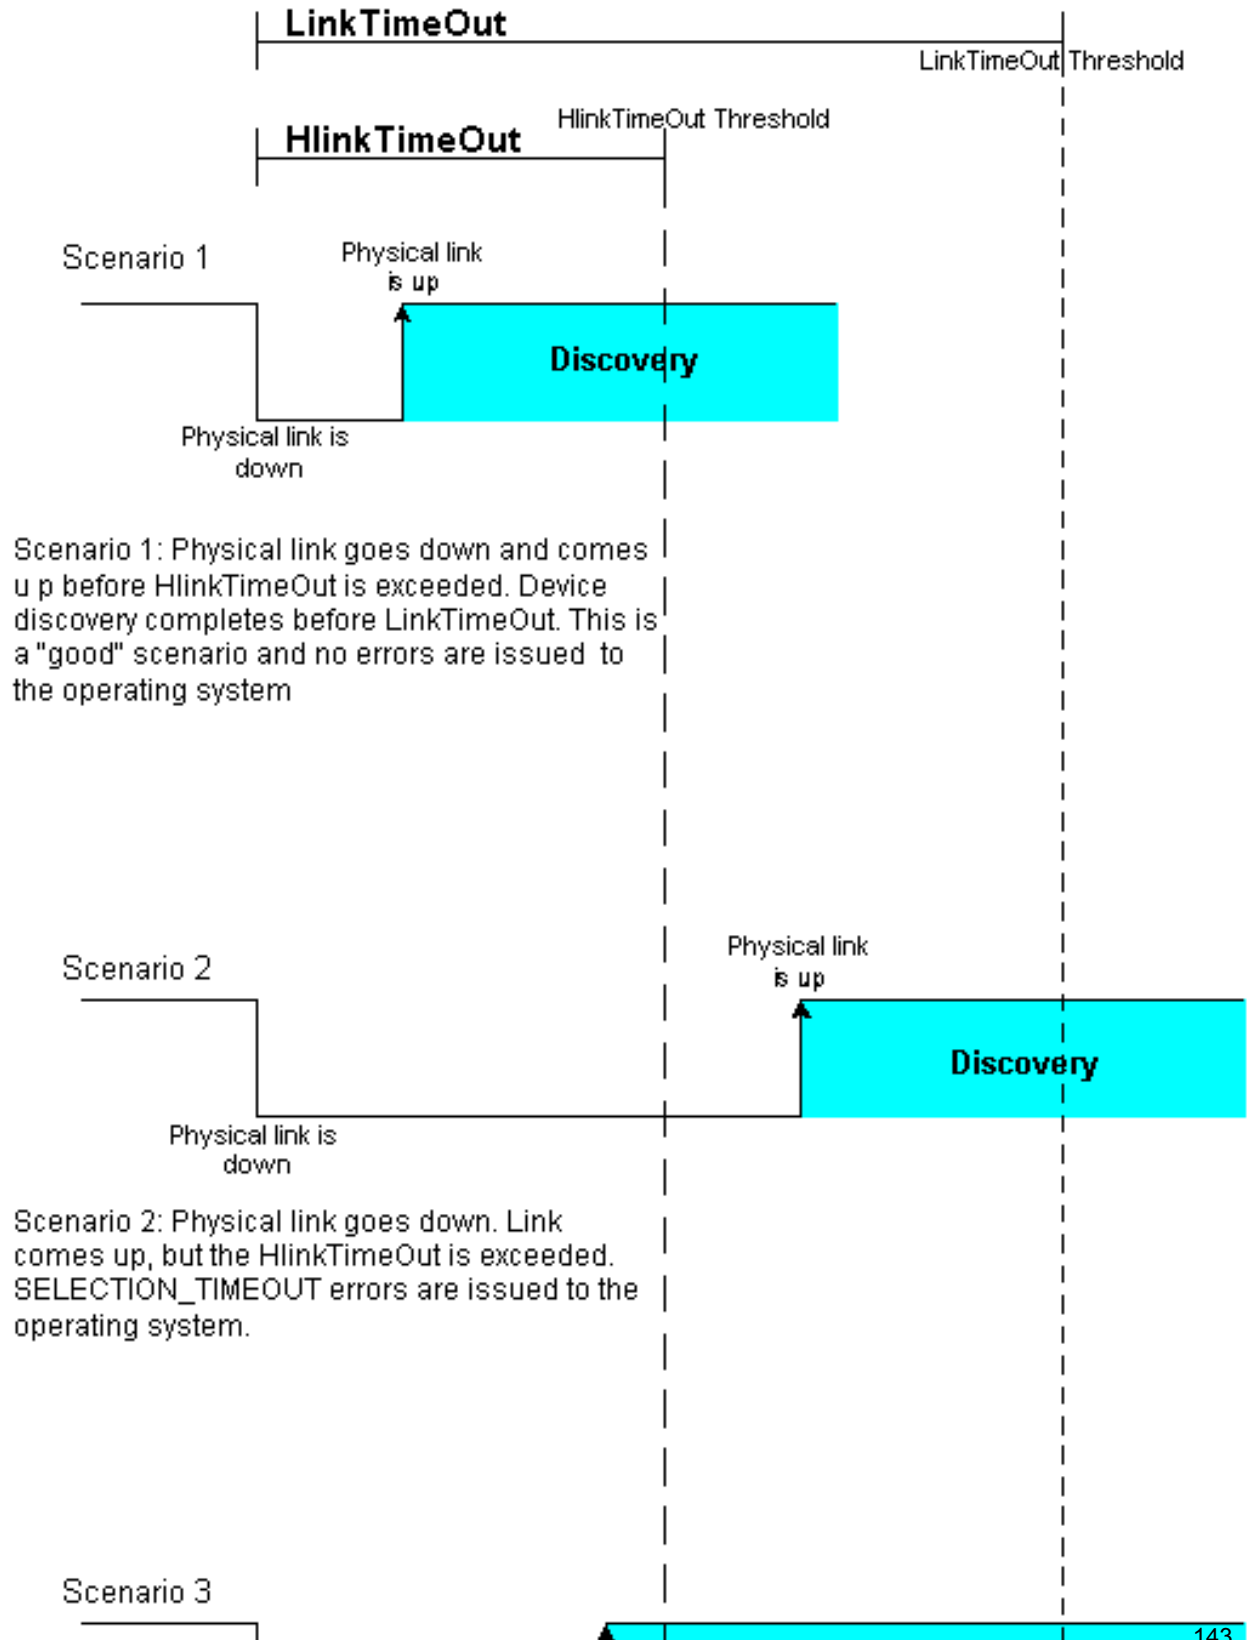 LinkTimeOut
LinkTimeOut Threshold
HlinkTimeOut Threshold
HlinkTimeOut
Scenario 1
Physical link
is up
Discovery
Physical link is
down
Scenario 1: Physical link goes down and comes
u p before HlinkTimeOut is exceeded. Device
discovery completes before LinkTimeOut. This is
a "good" scenario and no errors are issued to
the operating system
Physical link
is up
Scenario 2
Discovery
Physical link is
down
Scenario 2: Physical link goes down. Link
comes up, but the HlinkTimeOut is exceeded.
SELECTION_TIMEOUT errors are issued to the
operating system.
Scenario 3
143